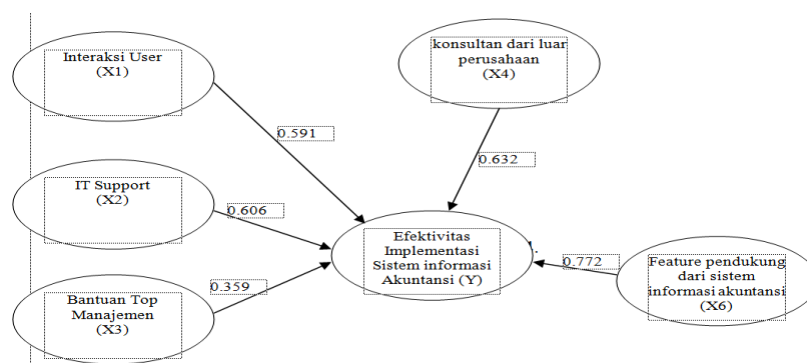 Interaksi User
(X1)
konsultan dari luar
perusahaan
(X4)
0.591
0.632
IT Support
(X2)
0.606
Efektivitas
Implementasi
Sistem informasi
Akuntansi (Y)
0.772
Feature pendukung
dari sistem
informasi akuntansi
(X6)
0.359
Bantuan Top
Manajemen
(X3)